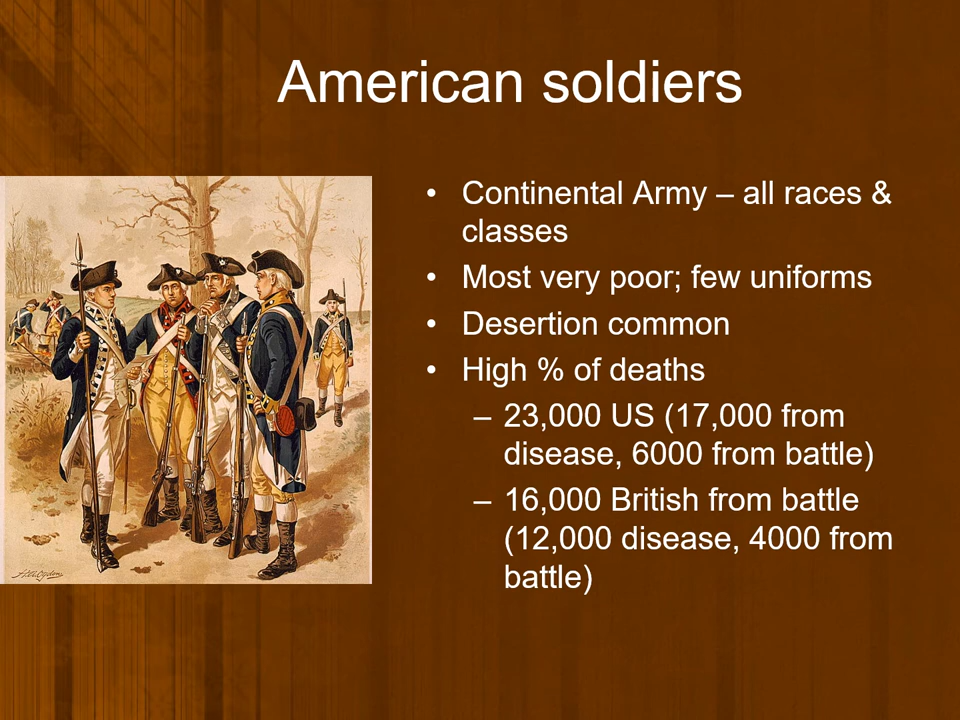 American soldiers
• Continental Army – all races &
classes
• Most very poor; few uniforms
• Desertion common
• High % of deaths
– 23,000 US (17,000 from
disease, 6000 from battle)
– 16,000 British from battle
(12,000 disease, 4000 from
battle)